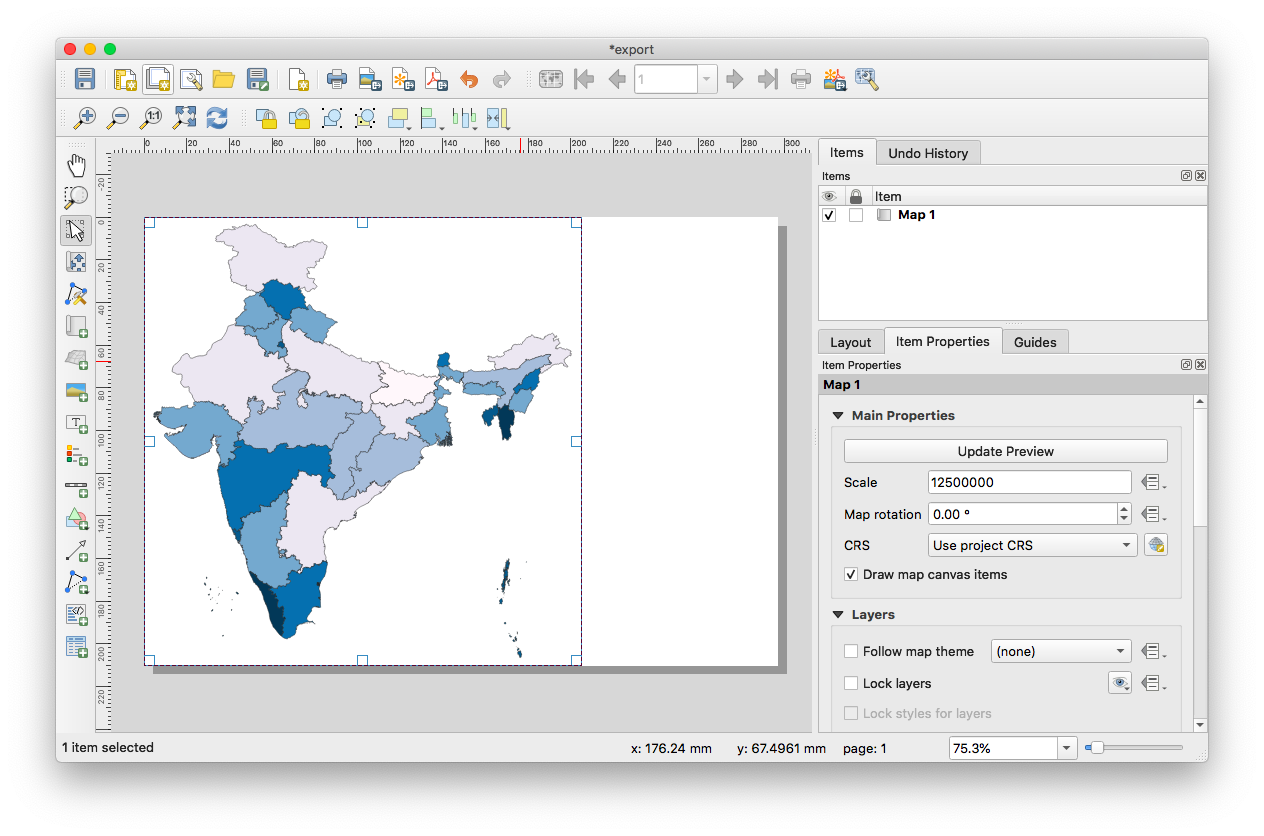 *export
1:1
1
0 20 40 60 80 100 120 140 160 180 200 220 240 260 280 300
-20
0
20
40
60
80
100
120
140
160
180
200
220
T
Items Undo History
Items
Item
Map 1
Layout Item Properties Guides
Item Properties
Map 1
Main Properties
Update Preview
Scale 12500000
Map rotation 0.00 °
CRS Use project CRS
Draw map canvas items
Layers
Follow map theme (none)
Lock layers
Lock styles for layers
1 item selected x: 176.24 mm y: 67.4961 mm page: 1 75.3%